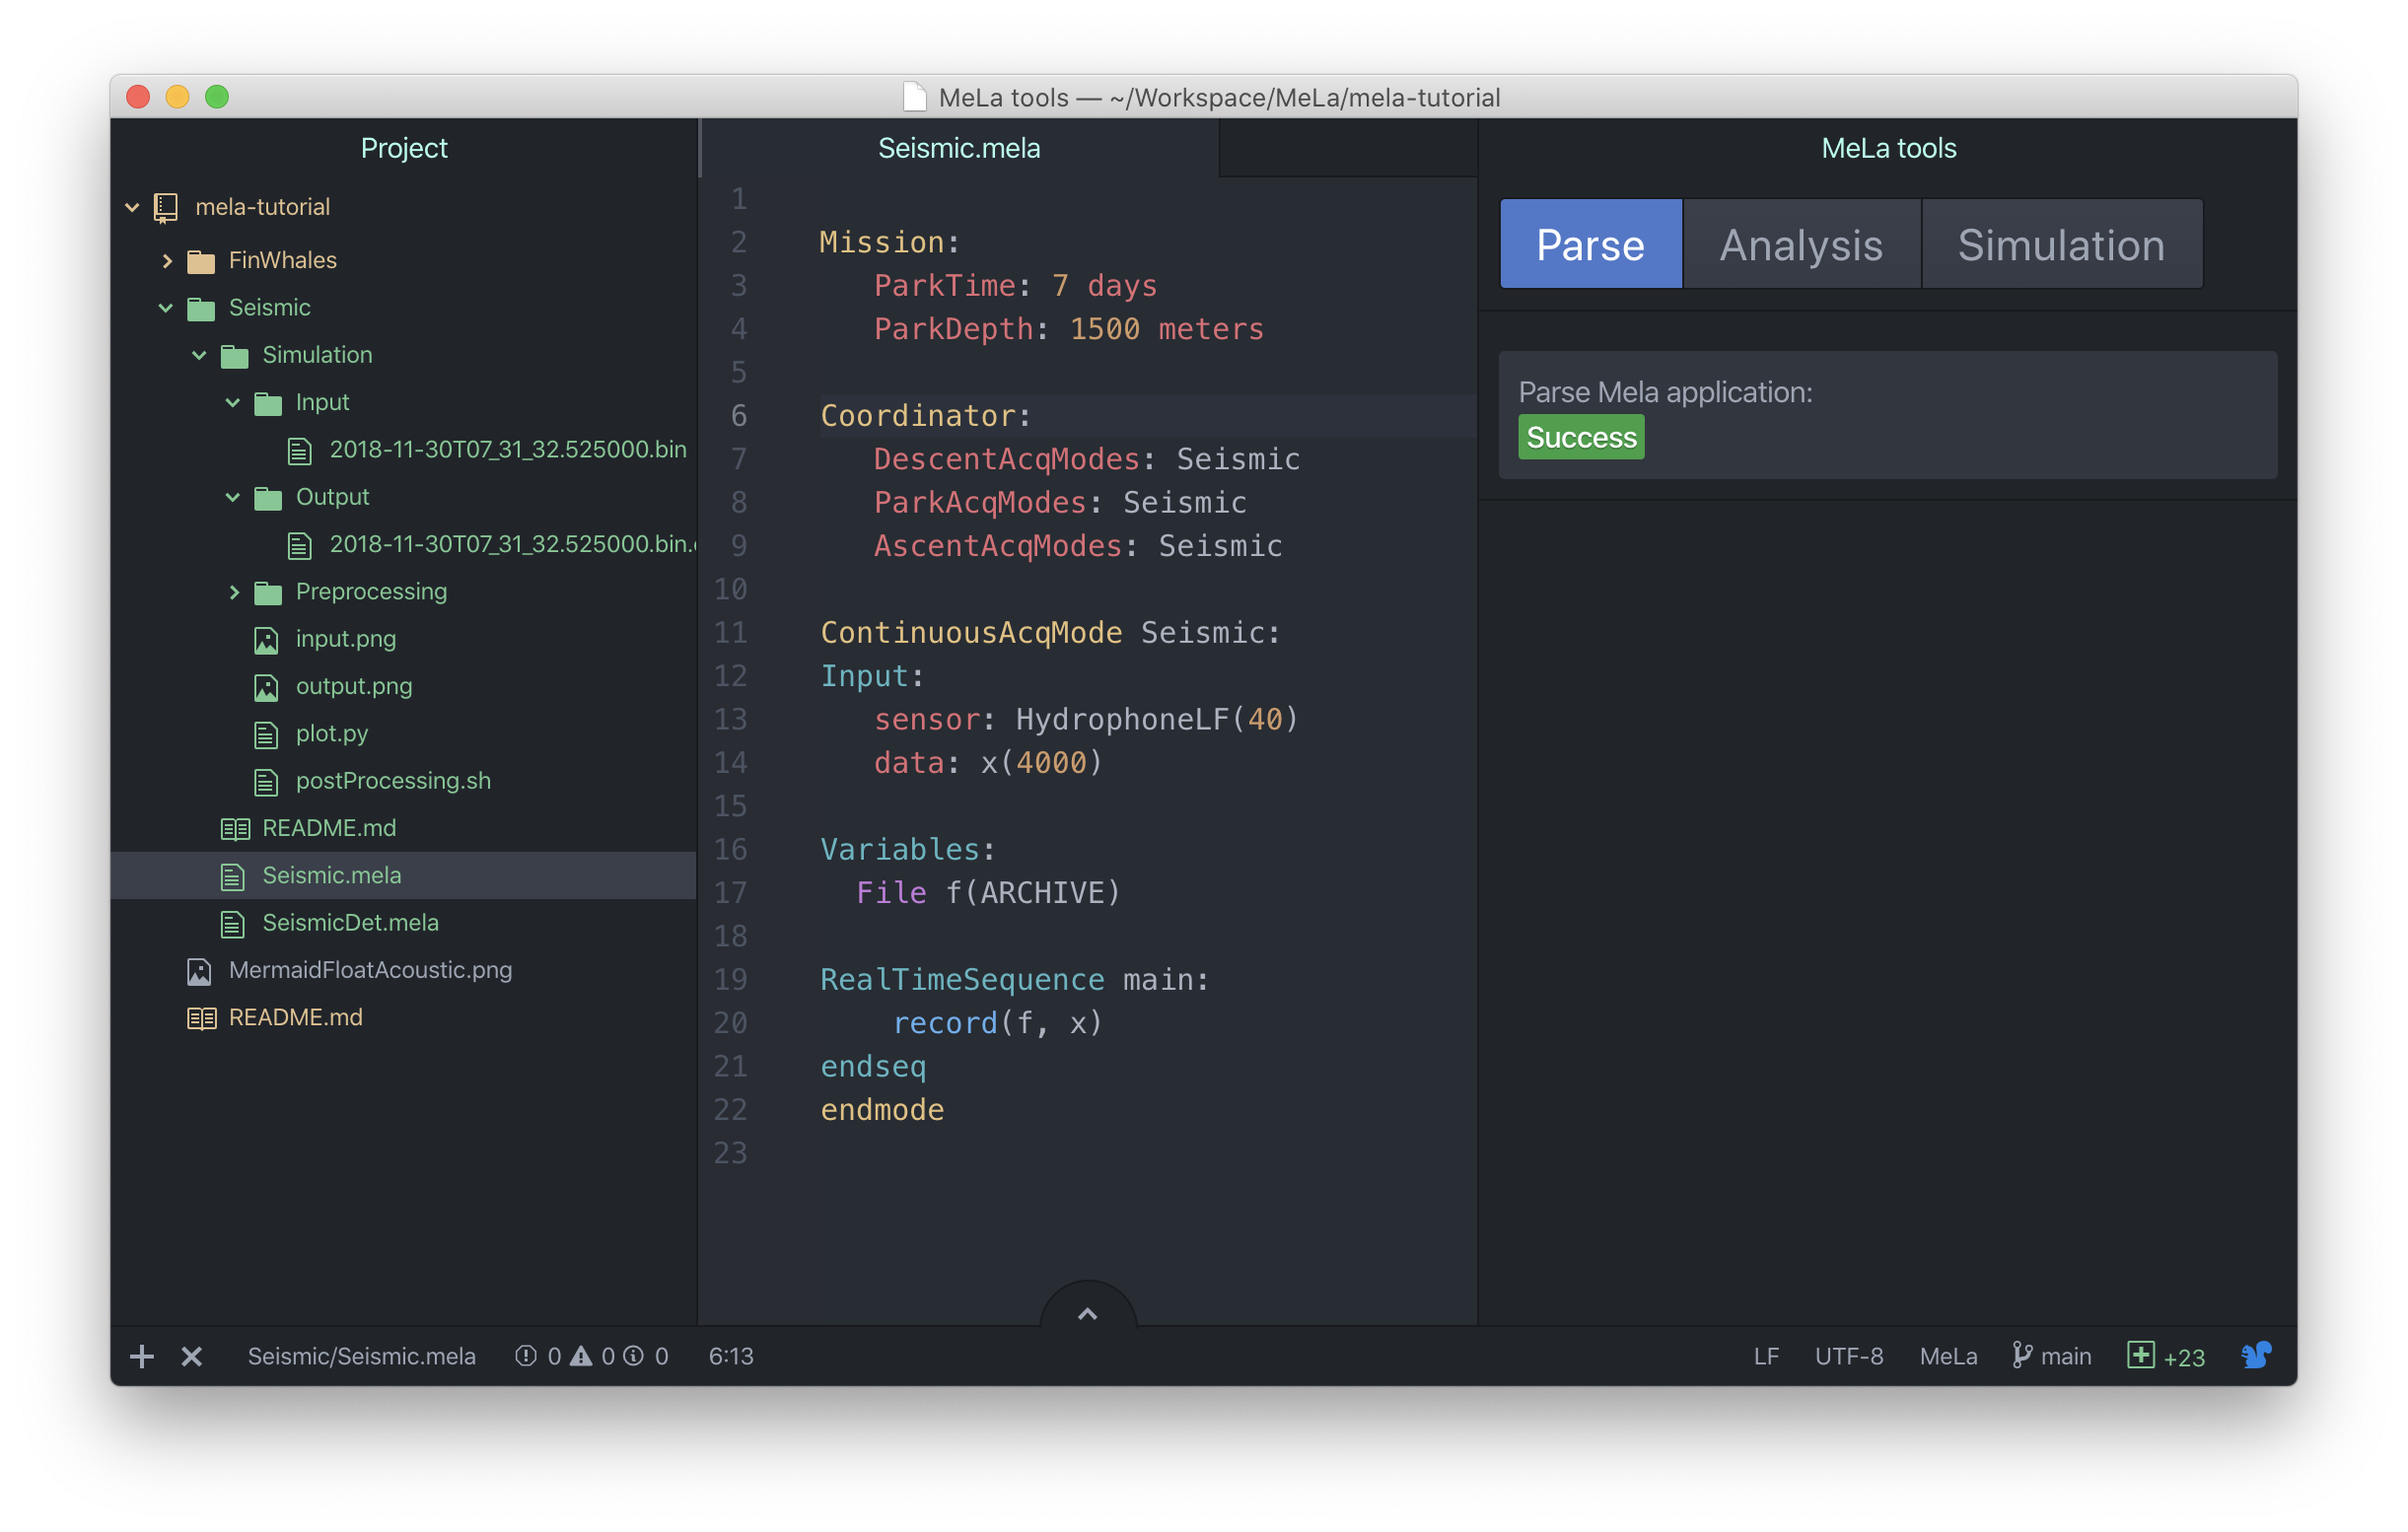 MeLa tools — ~/Workspace/MeLa/mela-tutorial
Project
mela-tutorial
FinWhales
Seismic
Simulation
Input
2018-11-30T07_31_32.525000.bin
Output
2018-11-30T07_31_32.525000.bin.
Preprocessing
input.png
output.png
plot.py
postProcessing.sh
README.md
Seismic.mela
SeismicDet.mela
MermaidFloatAcoustic.png
README.md
Seismic.mela
1
2 Mission:
3 ParkTime: 7 days
4 ParkDepth: 1500 meters
5
6 Coordinator:
7 DescentAcqModes: Seismic
8 ParkAcqModes: Seismic
9 AscentAcqModes: Seismic
10
11 ContinuousAcqMode Seismic:
12 Input:
13 sensor: HydrophoneLF(40)
14 data: x(4000)
15
16 Variables:
17 File f(ARCHIVE)
18
19 RealTimeSequence main:
20 record(f, x)
21 endseq
22 endmode
23
MeLa tools
Parse Analysis Simulation
Parse Mela application:
Success
Seismic/Seismic.mela 0 0 0 6:13 LF UTF-8 MeLa main +23